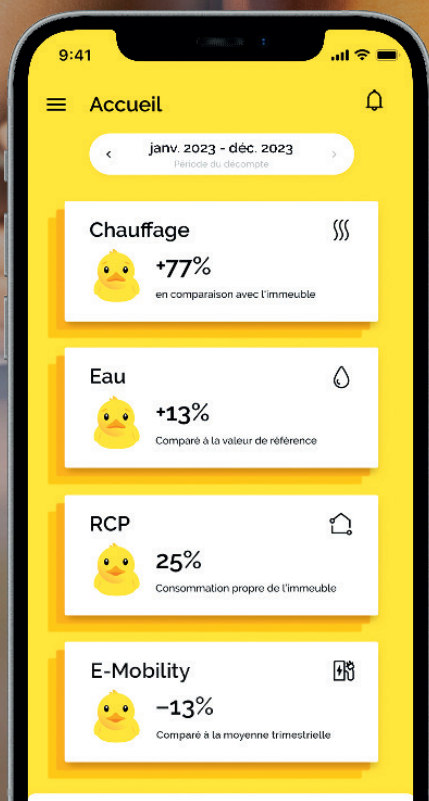 9:41
Accueil
janv. 2023 - déc. 2023
Période du décompte
Chauffage
+77%
en comparaison avec l'immeuble
Eau
+13%
Comparé à la valeur de référence
RCP
25%
Consommation propre de l'immeuble
E-Mobility
–13%
Comparé à la moyenne trimestrielle